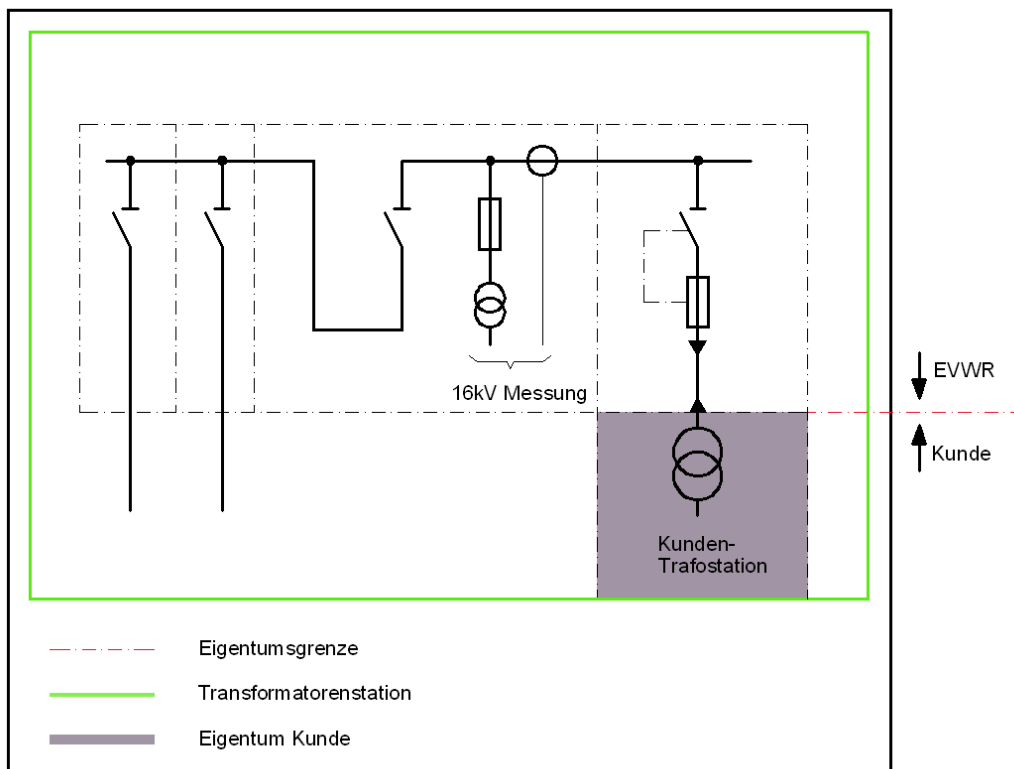 16kV Messung
EVWR
Kunde
Kunden-
Trafostation
Eigentumsgrenze
Transformatorenstation
Eigentum Kunde